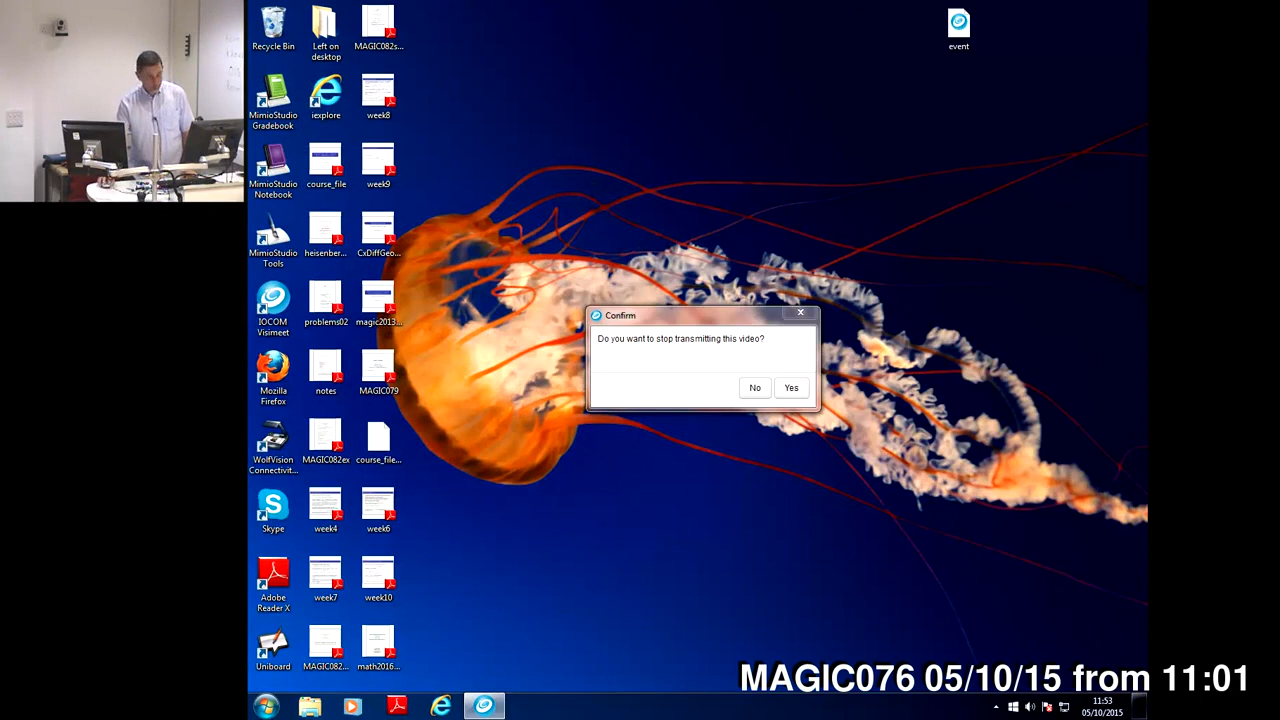 Recycle Bin
Left on
desktop
MAGIC082s...
event
MimioStudio
Gradebook
iexplore
week8
MimioStudio
Notebook
course_file
week9
MimioStudio
Tools
heisenber...
CxDiffGeo...
IOCOM
Visimeet
problems02
magic2013...
Confirm
Do you want to stop transmitting this video?
No
Yes
Mozilla
Firefox
notes
MAGIC079
WolfVision
Connectivit...
MAGIC082ex
course_file...
Skype
week4
week6
Adobe
Reader X
week7
week10
Uniboard
MAGIC082...
math2016...
MAGIC076 05/10/15 from 11:01
11:53
05/10/2015